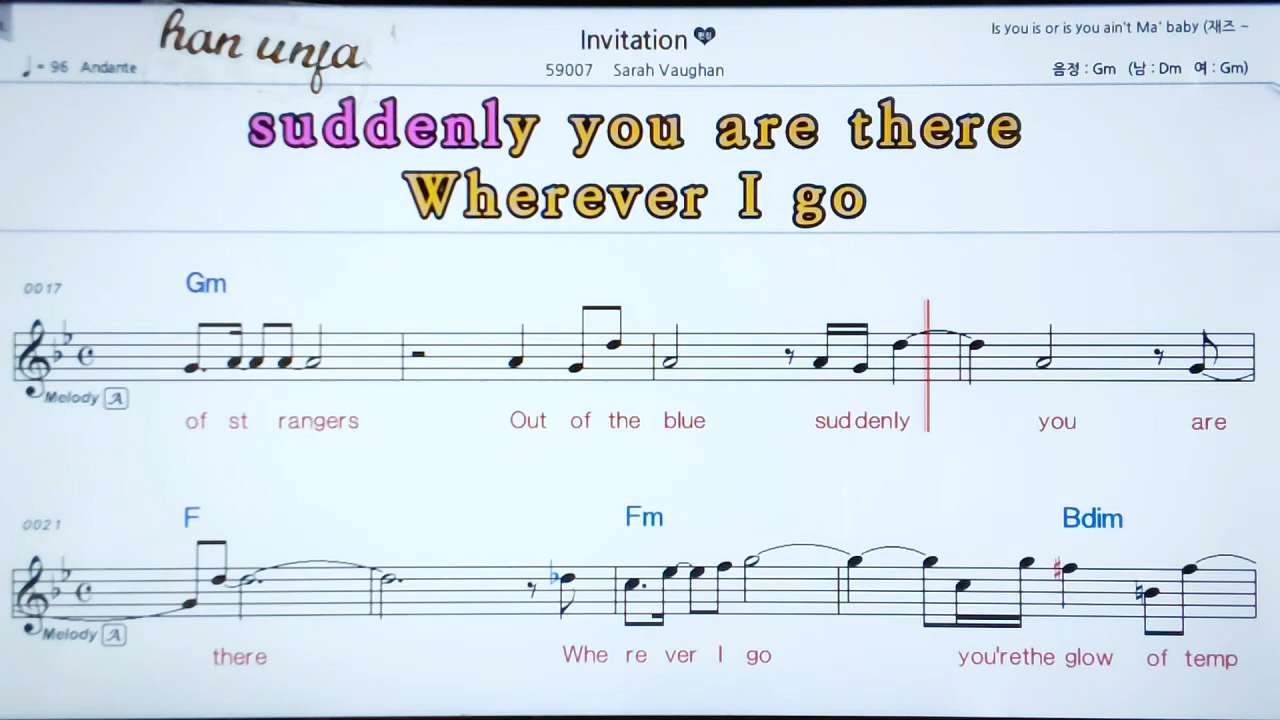 han unfa
Invitation
Is you is or is you ain't Ma' baby (재즈 ~
♩= 96 Andante
59007 Sarah Vaughan
음정 : Gm (남 : Dm 여 : Gm)
suddenly you are there
Wherever I go
0017
Gm
Melody A
of st rangers Out of the blue sud denly you are
0021
F Fm Bdim
Melody A
there Whe re ver I go you'rethe glow of temp